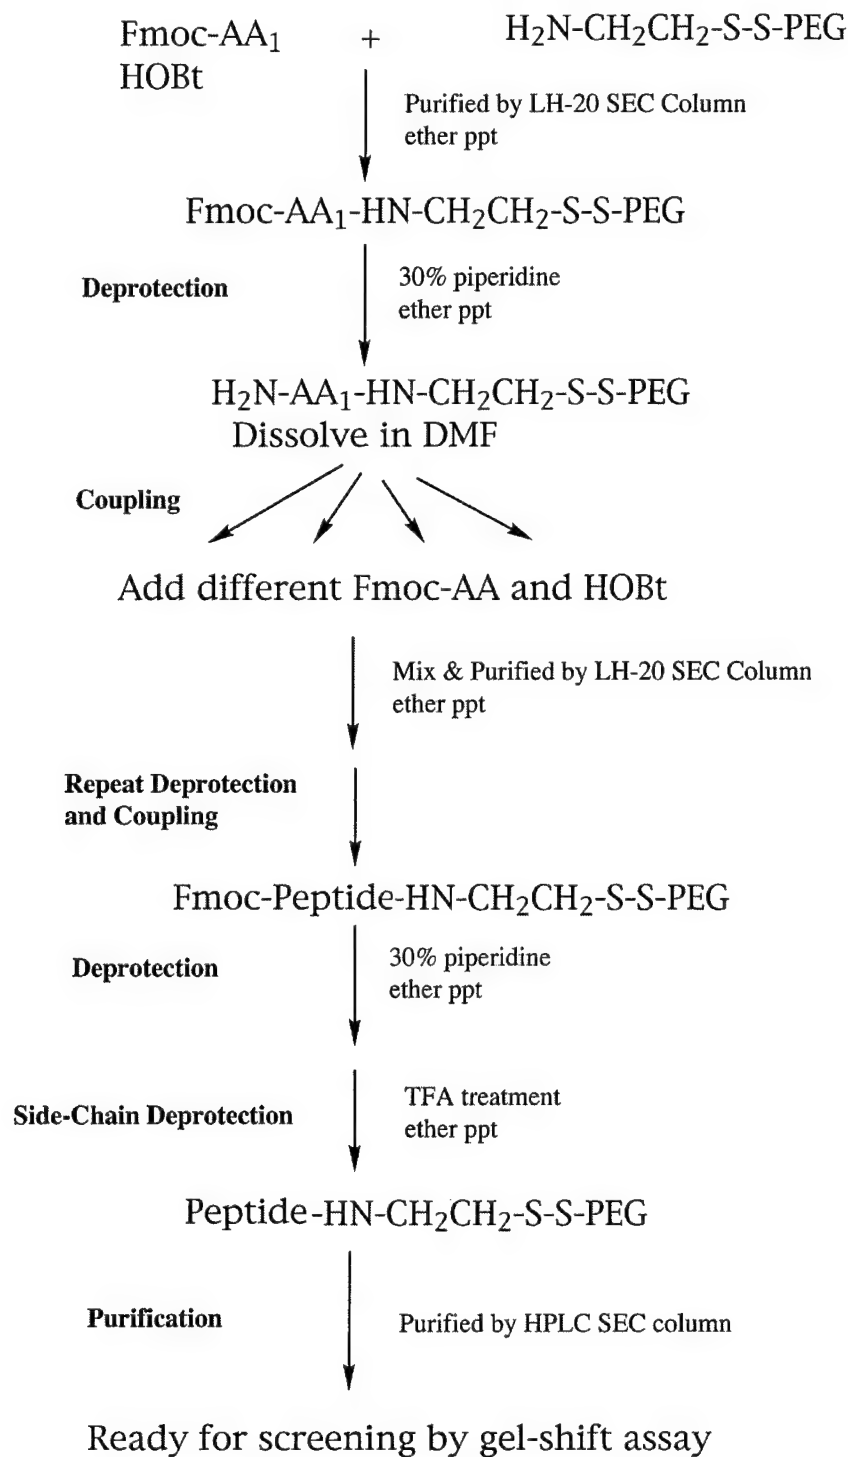 Fmoc-AA₁ + H₂N-CH₂CH₂-S-S-PEG
HOBt
Purified by LH-20 SEC Column
ether ppt
Fmoc-AA₁-HN-CH₂CH₂-S-S-PEG
Deprotection
30% piperidine
ether ppt
H₂N-AA₁-HN-CH₂CH₂-S-S-PEG
Dissolve in DMF
Coupling
Add different Fmoc-AA and HOBt
Mix & Purified by LH-20 SEC Column
ether ppt
Repeat Deprotection
and Coupling
Fmoc-Peptide-HN-CH₂CH₂-S-S-PEG
Deprotection
30% piperidine
ether ppt
Side-Chain Deprotection
TFA treatment
ether ppt
Peptide-HN-CH₂CH₂-S-S-PEG
Purification
Purified by HPLC SEC column
Ready for screening by gel-shift assay